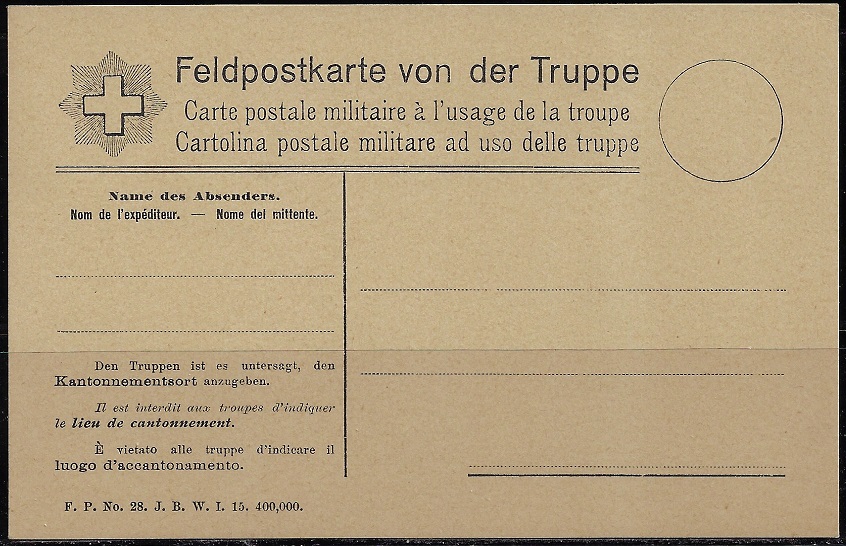 Feldpostkarte von der Truppe
Carte postale militaire à l'usage de la troupe
Cartolina postale militare ad uso delle truppe
Name des Absenders.
Nom de l'expéditeur. — Nome del mittente.
Den Truppen ist es untersagt, den
Kantonnementsort anzugeben.
Il est interdit aux troupes d'indiquer
le lieu de cantonnement.
È vietato alle truppe d'indicare il
luogo d'accantonamento.
F. P. No. 28. J. B. W. I. 15. 400,000.